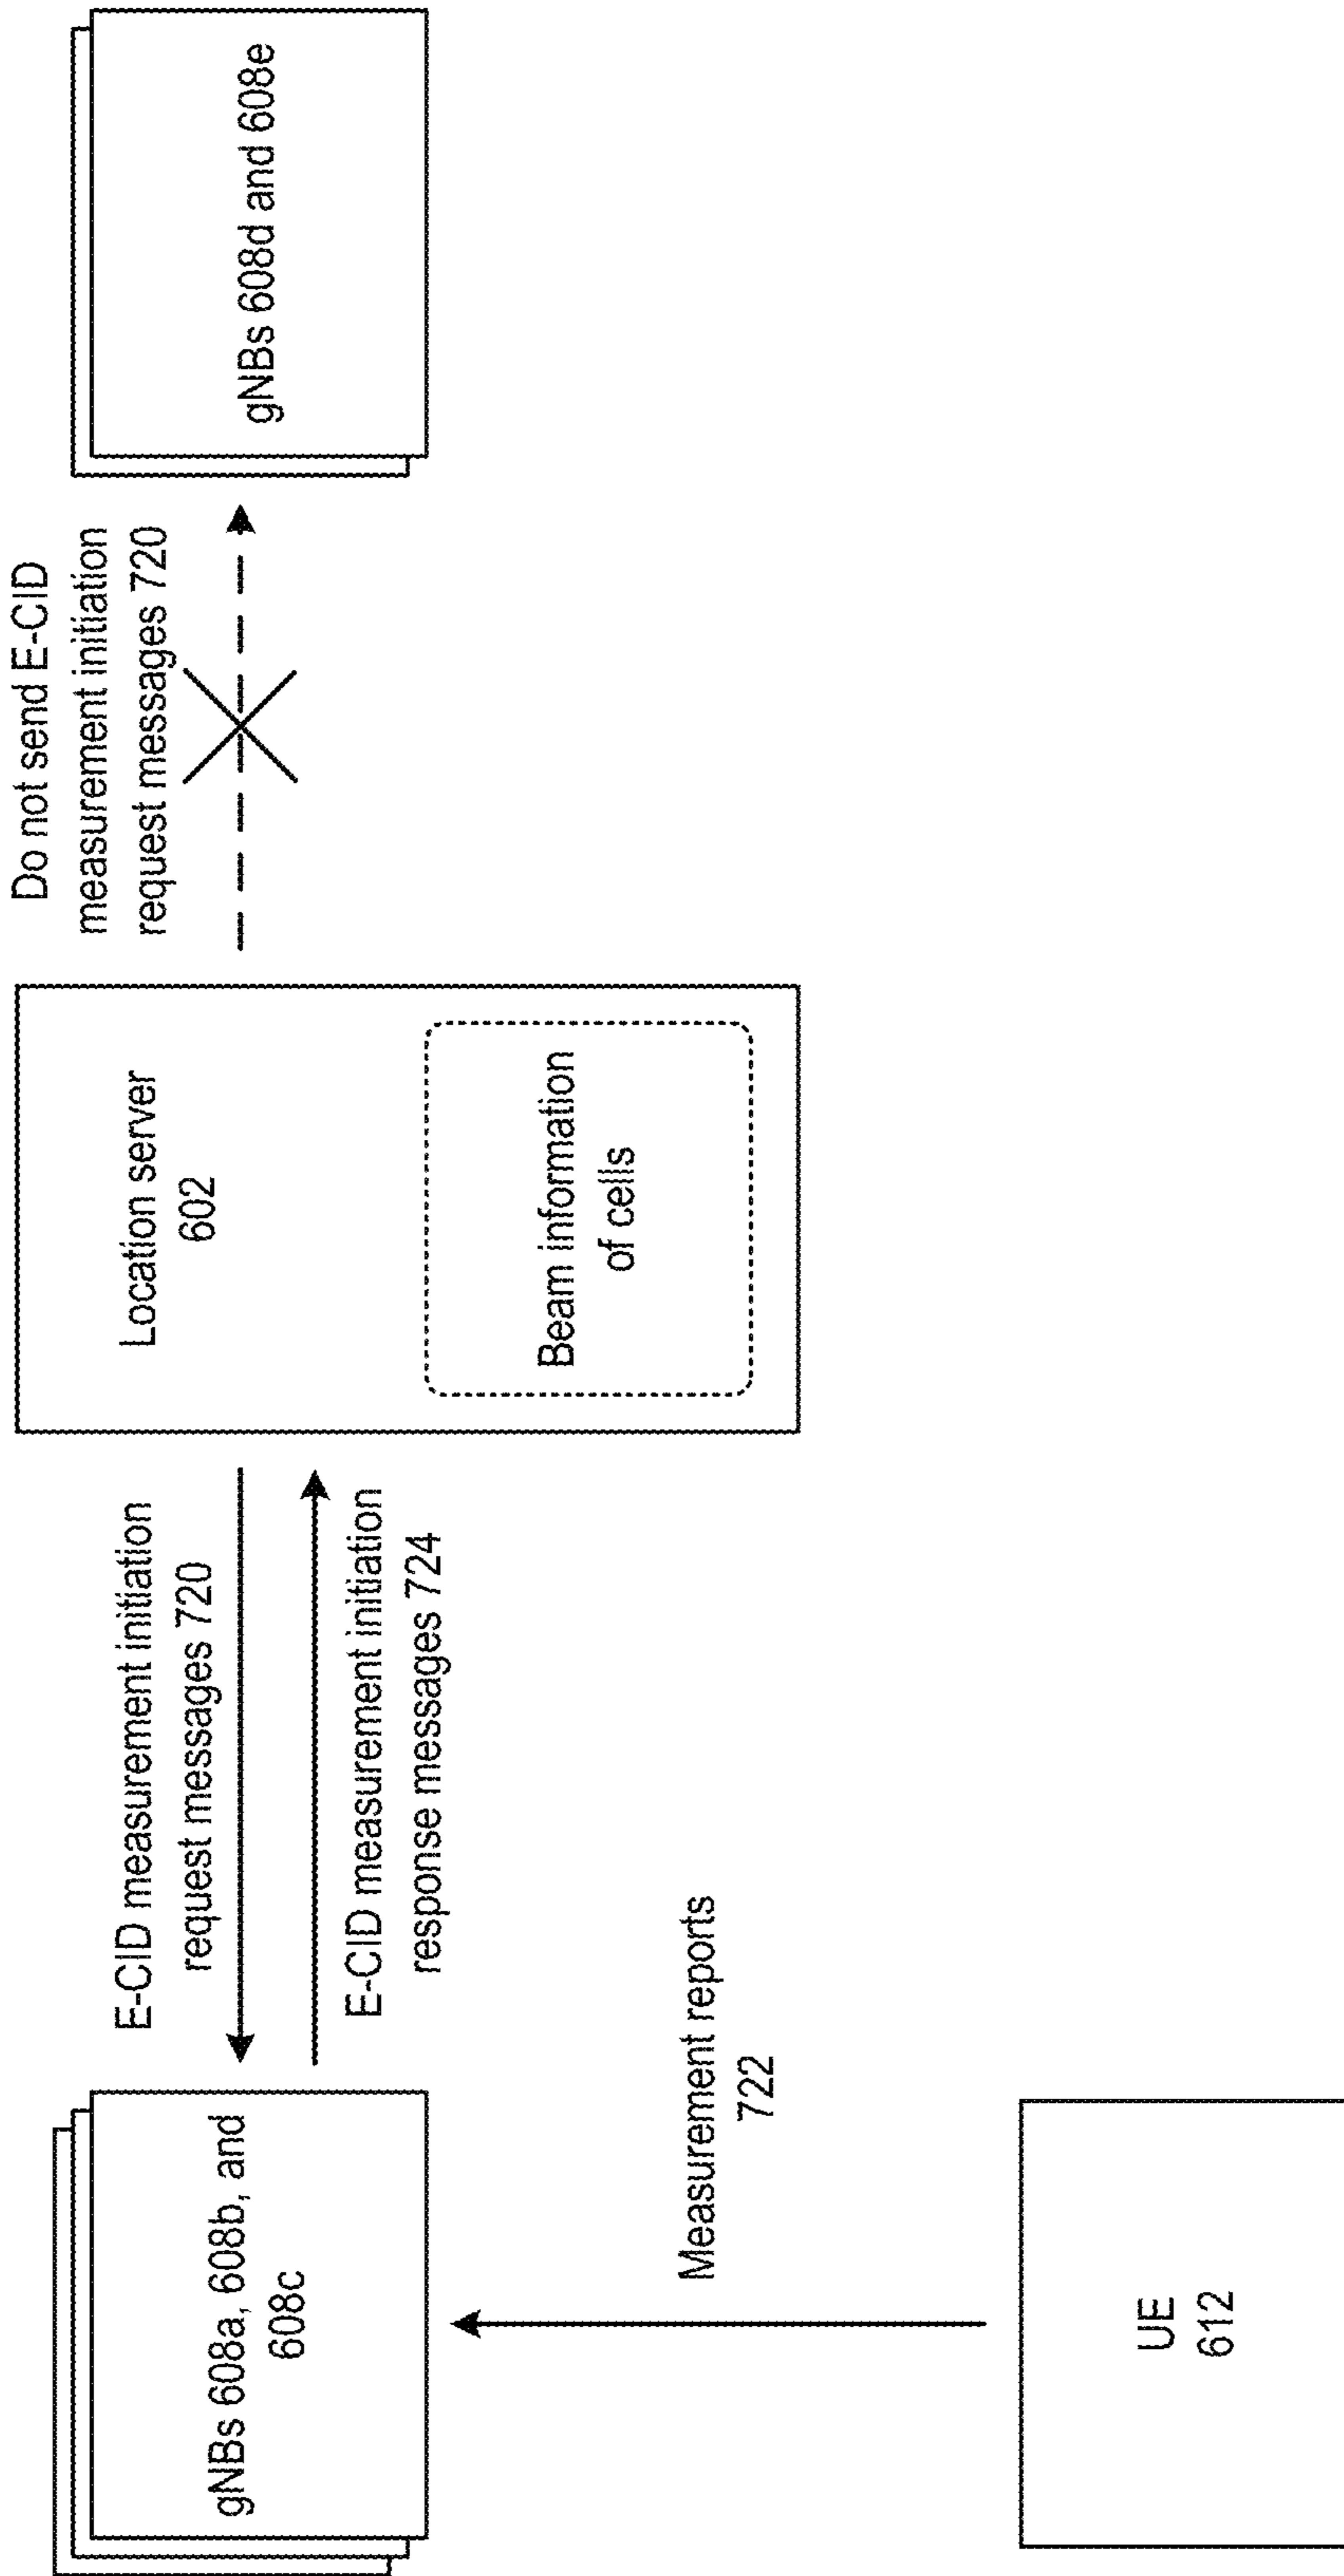 gNBs 608a, 608b, and
608c
E-CID measurement initiation
request messages 720
E-CID measurement initiation
response messages 724
Location server
602
Beam information
of cells
Do not send E-CID
measurement initiation
request messages 720
gNBs 608d and 608e
Measurement reports
722
UE
612